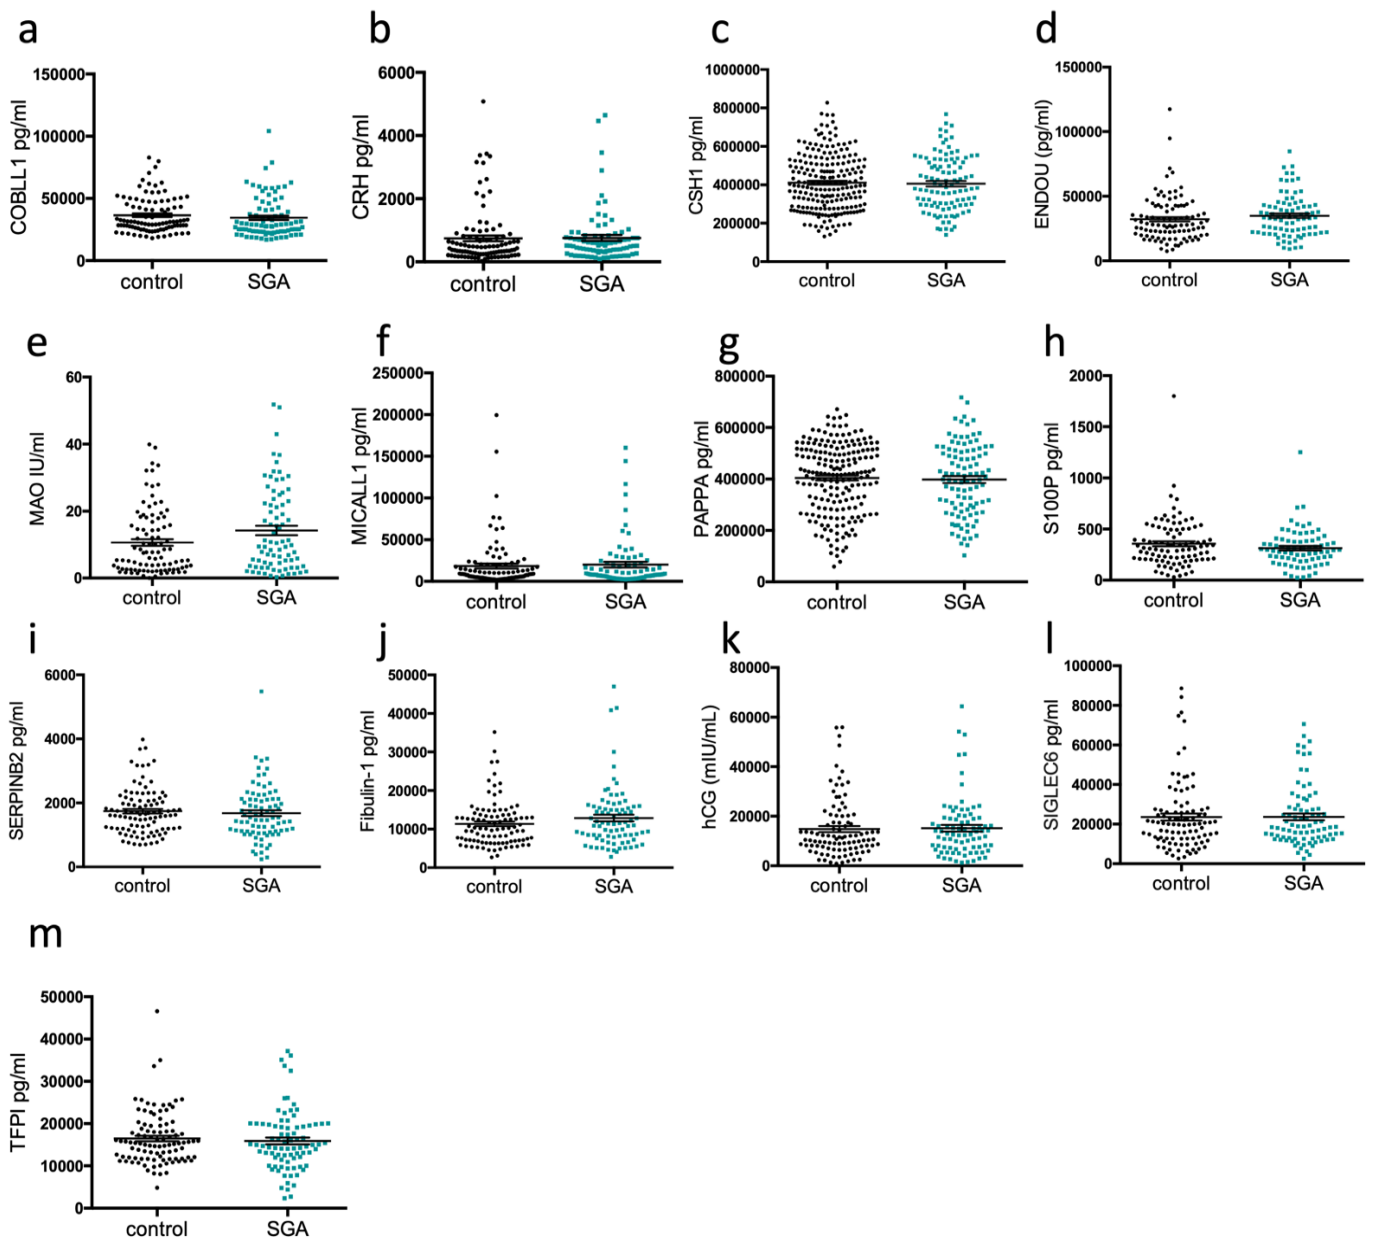 a
COBLL1 pg/ml
150000
100000
50000
0
control SGA
b
CRH pg/ml
6000
4000
2000
0
control SGA
c
CSH1 pg/ml
1000000
800000
600000
400000
200000
0
control SGA
d
ENDOU (pg/ml)
150000
100000
50000
0
control SGA
e
MAO IU/ml
60
40
20
0
control SGA
f
MICALL1 pg/ml
250000
200000
150000
100000
50000
0
control SGA
g
PAPPA pg/ml
800000
600000
400000
200000
0
control SGA
h
S100P pg/ml
2000
1500
1000
500
0
control SGA
i
SERPINB2 pg/ml
6000
4000
2000
0
control SGA
j
Fibulin-1 pg/ml
50000
40000
30000
20000
10000
0
control SGA
k
hCG (mIU/mL)
80000
60000
40000
20000
0
control SGA
l
SIGLEC6 pg/ml
100000
80000
60000
40000
20000
0
control SGA
m
TFPI pg/ml
50000
40000
30000
20000
10000
0
control SGA